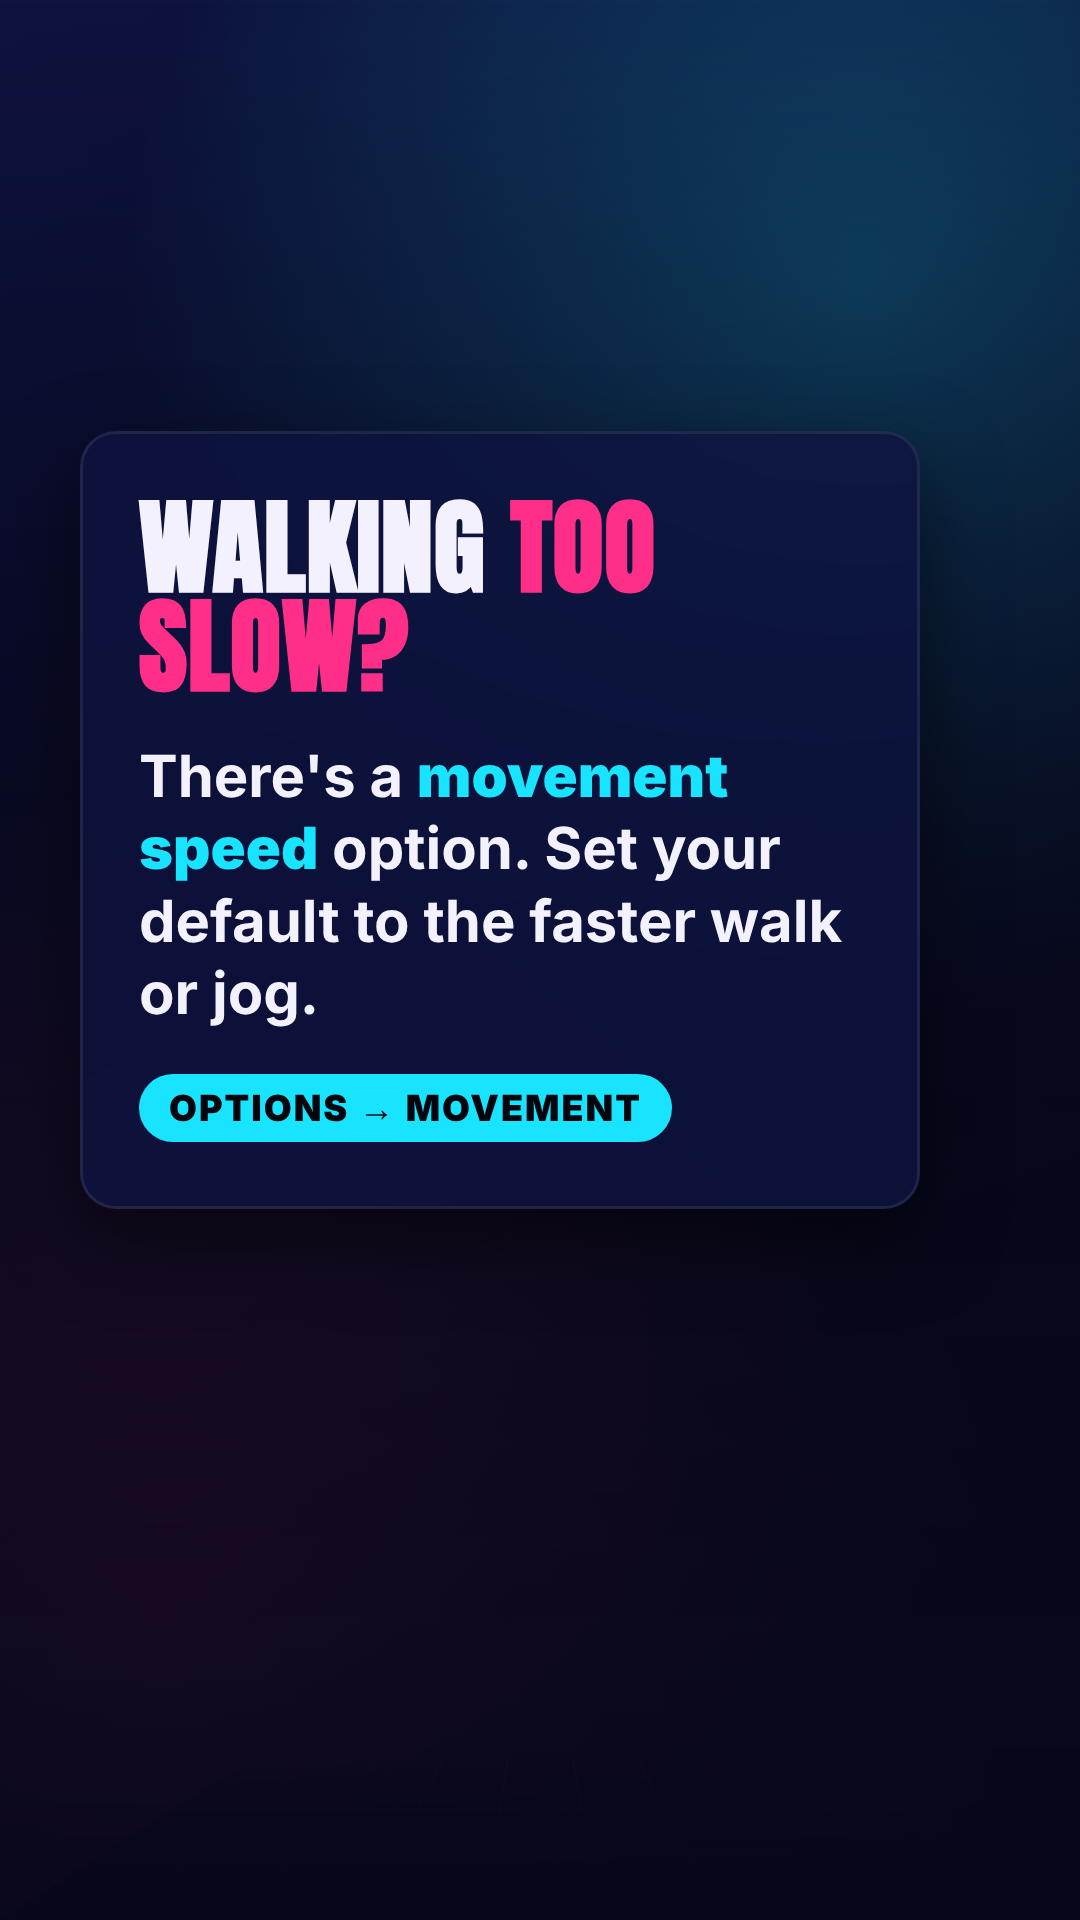 WALKING TOO
SLOW?
There's a movement
speed option. Set your
default to the faster walk
or jog.
OPTIONS → MOVEMENT